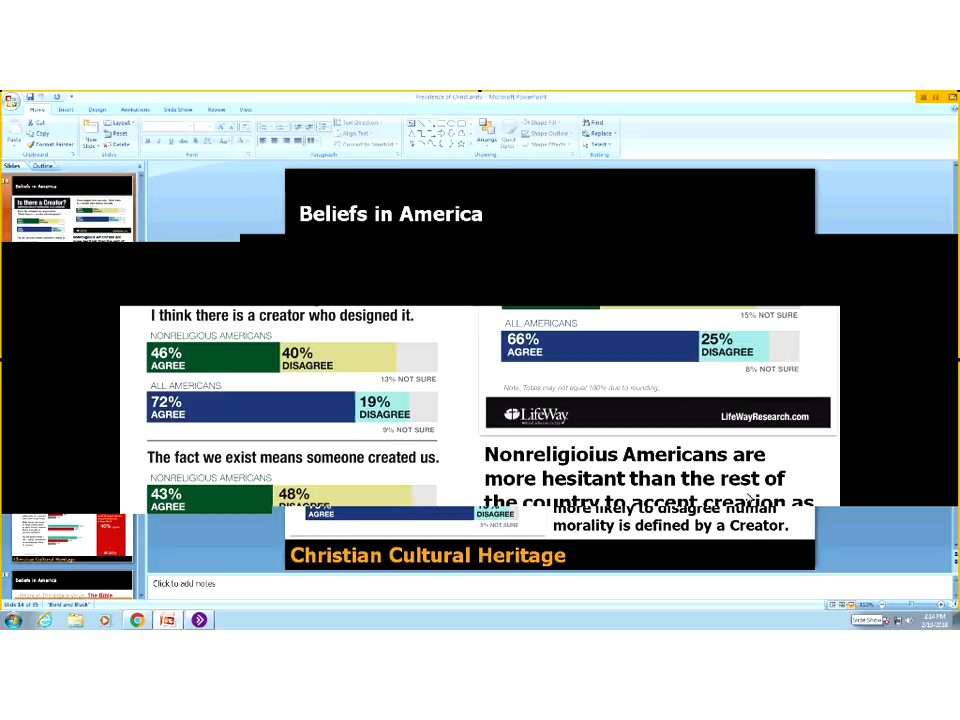 Prevalence of Christianity - Microsoft PowerPoint
Home Insert Design Animations Slide Show Review View
Cut
Copy
Format Painter
Paste
Clipboard
New
Slide
Layout
Reset
Delete
Slides
Font
Text Direction
Align Text
Convert to SmartArt
Paragraph
Arrange
Quick
Styles
Shape Fill
Shape Outline
Shape Effects
Drawing
Find
Replace
Select
Editing
Slides Outline
Beliefs in America
Is there a Creator?
Beliefs in America
I think there is a creator who designed it.
NONRELIGIOUS AMERICANS
46%
AGREE
40%
DISAGREE
13% NOT SURE
ALL AMERICANS
72%
AGREE
19%
DISAGREE
9% NOT SURE
The fact we exist means someone created us.
NONRELIGIOUS AMERICANS
43%
AGREE
48%
DISAGREE
15% NOT SURE
ALL AMERICANS
66%
AGREE
25%
DISAGREE
8% NOT SURE
Note: Totals may not equal 100% due to rounding.
LifeWay
LifeWayResearch.com
Nonreligioius Americans are
more hesitant than the rest of
the country to accept creation as
more likely to disagree human
morality is defined by a Creator.
AGREE
DISAGREE
5% NOT SURE
Christian Cultural Heritage
Christian Cultural Heritage
Beliefs in America
The Bible
Click to add notes
Slide 14 of 35 "Bold and Black"
110%
Slide Show
2:14 PM
2/19/2018